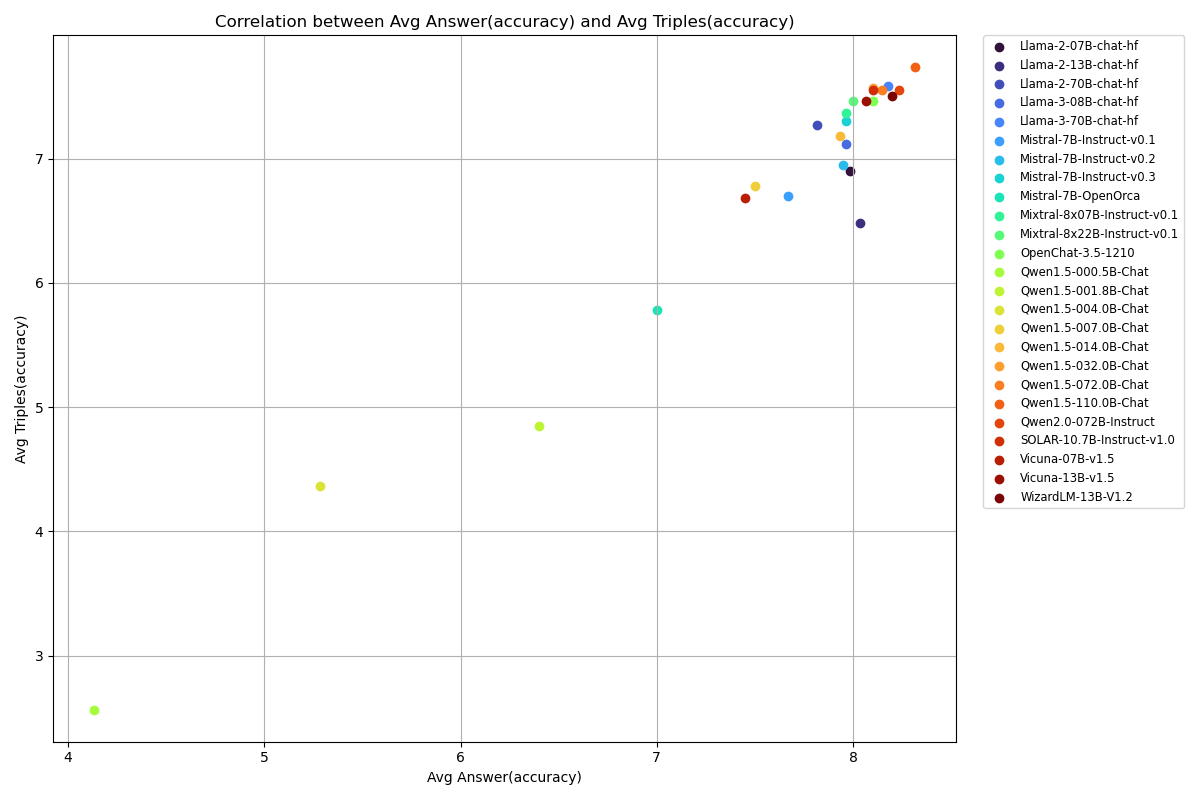 Correlation between Avg Answer(accuracy) and Avg Triples(accuracy)
Avg Triples(accuracy)
7
6
5
4
3
4 5 6 7 8
Avg Answer(accuracy)
Llama-2-07B-chat-hf
Llama-2-13B-chat-hf
Llama-2-70B-chat-hf
Llama-3-08B-chat-hf
Llama-3-70B-chat-hf
Mistral-7B-Instruct-v0.1
Mistral-7B-Instruct-v0.2
Mistral-7B-Instruct-v0.3
Mistral-7B-OpenOrca
Mixtral-8x07B-Instruct-v0.1
Mixtral-8x22B-Instruct-v0.1
OpenChat-3.5-1210
Qwen1.5-000.5B-Chat
Qwen1.5-001.8B-Chat
Qwen1.5-004.0B-Chat
Qwen1.5-007.0B-Chat
Qwen1.5-014.0B-Chat
Qwen1.5-032.0B-Chat
Qwen1.5-072.0B-Chat
Qwen1.5-110.0B-Chat
Qwen2.0-072B-Instruct
SOLAR-10.7B-Instruct-v1.0
Vicuna-07B-v1.5
Vicuna-13B-v1.5
WizardLM-13B-V1.2